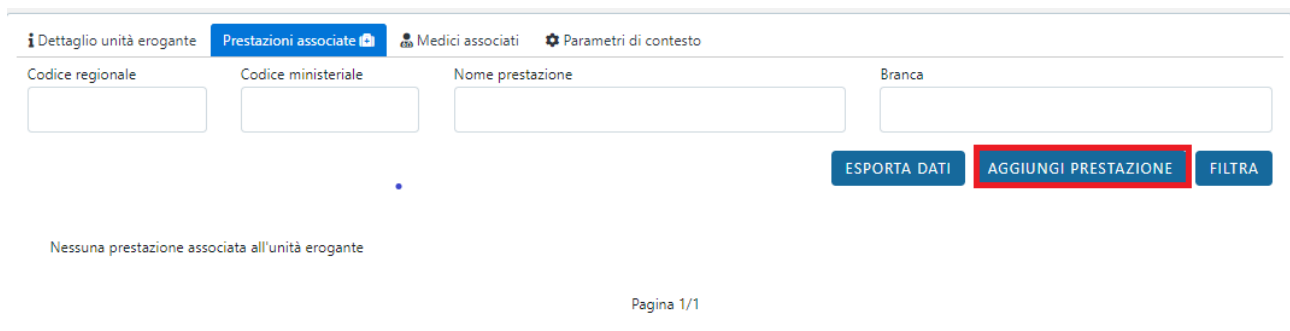 Dettaglio unità erogante Prestazioni associate Medici associati Parametri di contesto
Codice regionale Codice ministeriale Nome prestazione Branca
ESPORTA DATI AGGIUNGI PRESTAZIONE FILTRA
Nessuna prestazione associata all'unità erogante
Pagina 1/1